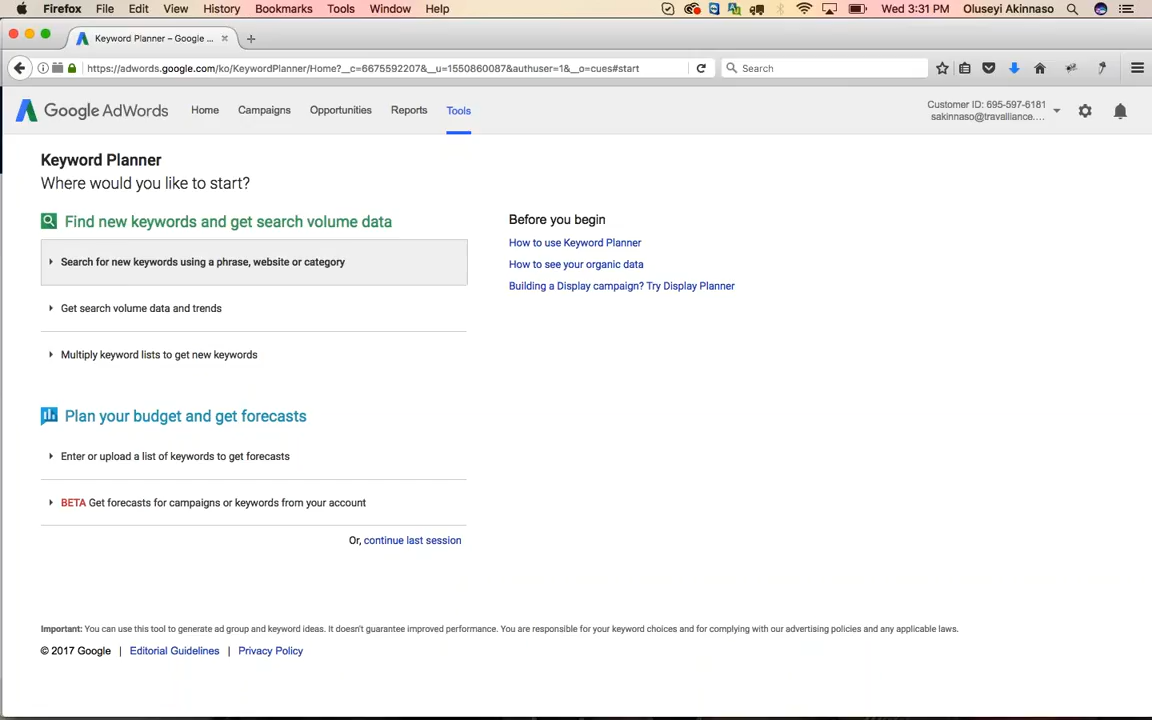 Firefox File Edit View History Bookmarks Tools Window Help Wed 3:31 PM Oluseyi Akinnaso
Keyword Planner – Google ...
https://adwords.google.com/ko/KeywordPlanner/Home?__c=6675592207&__u=1550860087&authuser=1&__o=cues#start Search
Google AdWords Home Campaigns Opportunities Reports Tools
Customer ID: 695-597-6181
sakinnaso@travalliance....
Keyword Planner
Where would you like to start?
Find new keywords and get search volume data
Search for new keywords using a phrase, website or category
Get search volume data and trends
Multiply keyword lists to get new keywords
Plan your budget and get forecasts
Enter or upload a list of keywords to get forecasts
BETA Get forecasts for campaigns or keywords from your account
Or, continue last session
Before you begin
How to use Keyword Planner
How to see your organic data
Building a Display campaign? Try Display Planner
Important: You can use this tool to generate ad group and keyword ideas. It doesn't guarantee improved performance. You are responsible for your keyword choices and for complying with our advertising policies and any applicable laws.
© 2017 Google | Editorial Guidelines | Privacy Policy